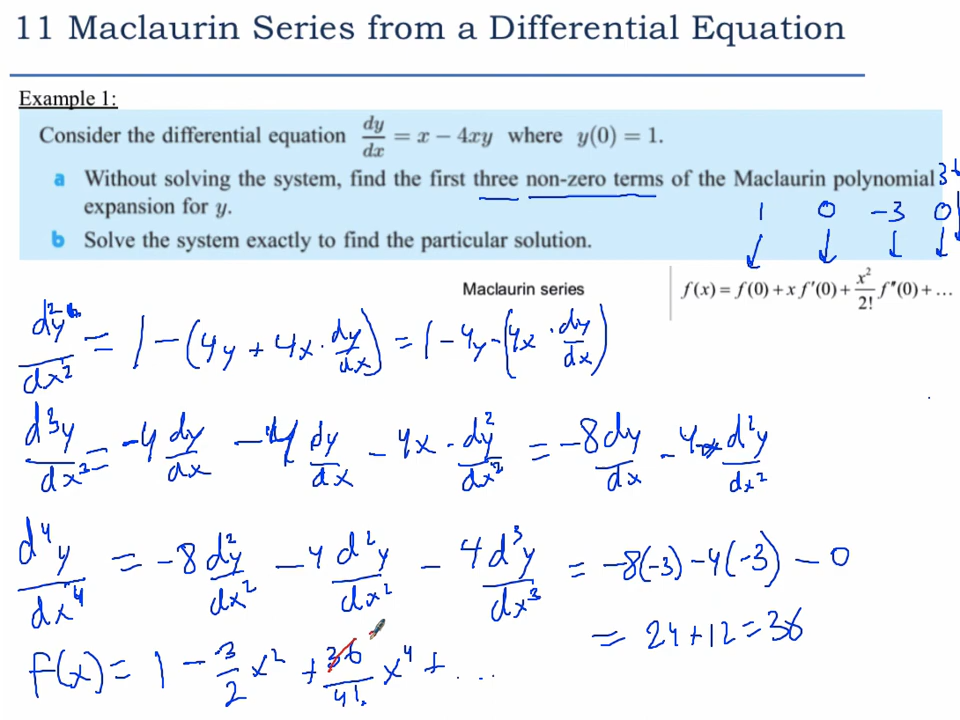 11 Maclaurin Series from a Differential Equation
Example 1:
Consider the differential equation dy/dx = x − 4xy where y(0) = 1.
a Without solving the system, find the first three non-zero terms of the Maclaurin polynomial 36
expansion for y.
1 0 −3 0
b Solve the system exactly to find the particular solution.
Maclaurin series
f(x) = f(0) + x f′(0) + x²/2! f″(0) + ...
d²y/dx² = 1 − (4y + 4x · dy/dx) = 1 − 4y − (4x · dy/dx)
d³y/dx³ = −4 dy/dx − 4 dy/dx − 4x · dy²/dx² = −8 dy/dx − 4x d²y/dx²
d⁴y/dx⁴ = −8 dy²/dx² − 4 d²y/dx² − 4 d³y/dx³ = −8(−3) − 4(−3) − 0
= 24 + 12 = 36
f(x) = 1 − 3/2 x² + 36/4! x⁴ + ...